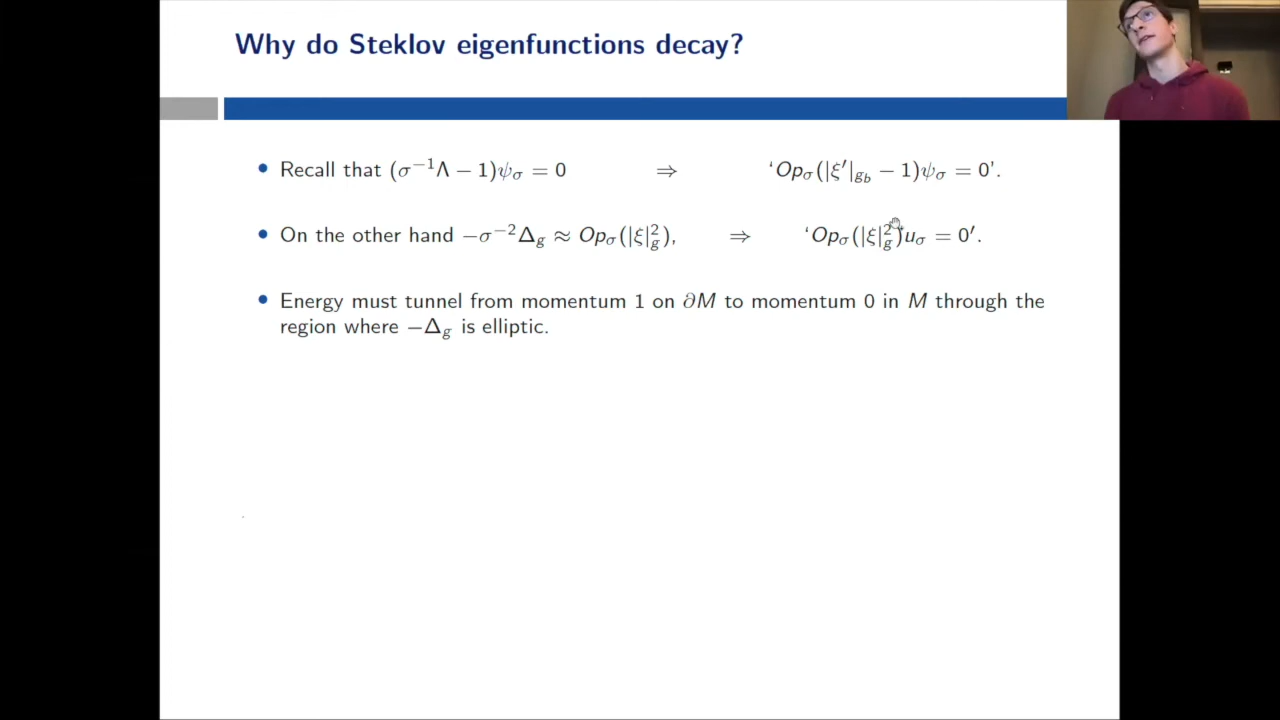 Why do Steklov eigenfunctions decay?
• Recall that (σ⁻¹Λ − 1)ψ_σ = 0 ⇒ ‘Op_σ(|ξ′|_{g_b} − 1)ψ_σ = 0’.
• On the other hand −σ⁻²Δ_g ≈ Op_σ(|ξ|²_g), ⇒ ‘Op_σ(|ξ|²_g)u_σ = 0′.
• Energy must tunnel from momentum 1 on ∂M to momentum 0 in M through the
region where −Δ_g is elliptic.